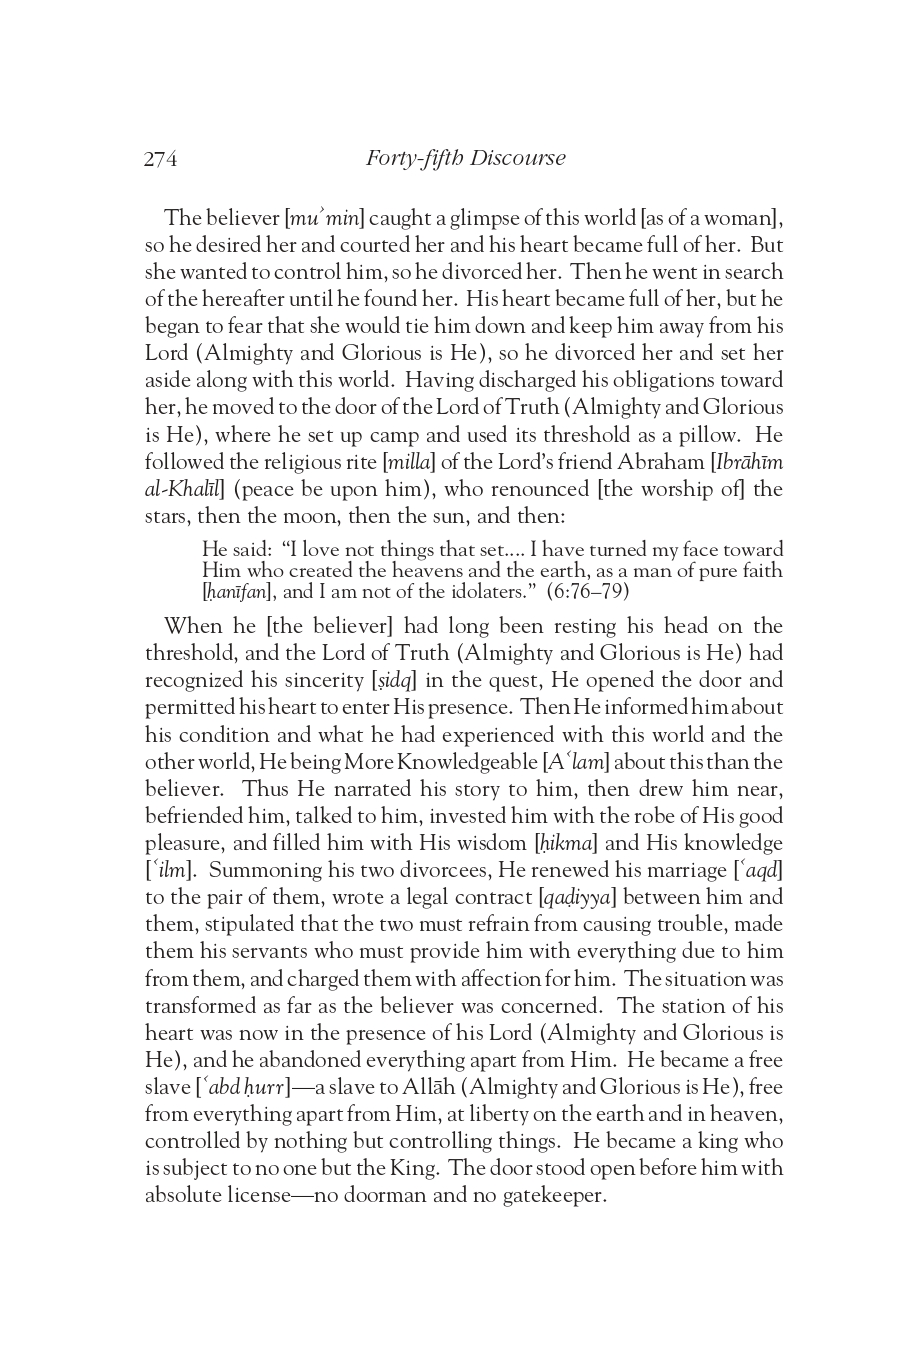 274
Forty-fifth Discourse
The believer [muʾmin] caught a glimpse of this world [as of a woman],
so he desired her and courted her and his heart became full of her. But
she wanted to control him, so he divorced her. Then he went in search
of the hereafter until he found her. His heart became full of her, but he
began to fear that she would tie him down and keep him away from his
Lord (Almighty and Glorious is He), so he divorced her and set her
aside along with this world. Having discharged his obligations toward
her, he moved to the door of the Lord of Truth (Almighty and Glorious
is He), where he set up camp and used its threshold as a pillow. He
followed the religious rite [milla] of the Lord’s friend Abraham [Ibrāhīm
al-Khalīl] (peace be upon him), who renounced [the worship of] the
stars, then the moon, then the sun, and then:
He said: “I love not things that set.... I have turned my face toward
Him who created the heavens and the earth, as a man of pure faith
[ḥanīfan], and I am not of the idolaters.” (6:76–79)
When he [the believer] had long been resting his head on the
threshold, and the Lord of Truth (Almighty and Glorious is He) had
recognized his sincerity [ṣidq] in the quest, He opened the door and
permitted his heart to enter His presence. Then He informed him about
his condition and what he had experienced with this world and the
other world, He being More Knowledgeable [Aʿlam] about this than the
believer. Thus He narrated his story to him, then drew him near,
befriended him, talked to him, invested him with the robe of His good
pleasure, and filled him with His wisdom [ḥikma] and His knowledge
[ʿilm]. Summoning his two divorcees, He renewed his marriage [ʿaqd]
to the pair of them, wrote a legal contract [qaḍiyya] between him and
them, stipulated that the two must refrain from causing trouble, made
them his servants who must provide him with everything due to him
from them, and charged them with affection for him. The situation was
transformed as far as the believer was concerned. The station of his
heart was now in the presence of his Lord (Almighty and Glorious is
He), and he abandoned everything apart from Him. He became a free
slave [ʿabd ḥurr]—a slave to Allāh (Almighty and Glorious is He), free
from everything apart from Him, at liberty on the earth and in heaven,
controlled by nothing but controlling things. He became a king who
is subject to no one but the King. The door stood open before him with
absolute license—no doorman and no gatekeeper.